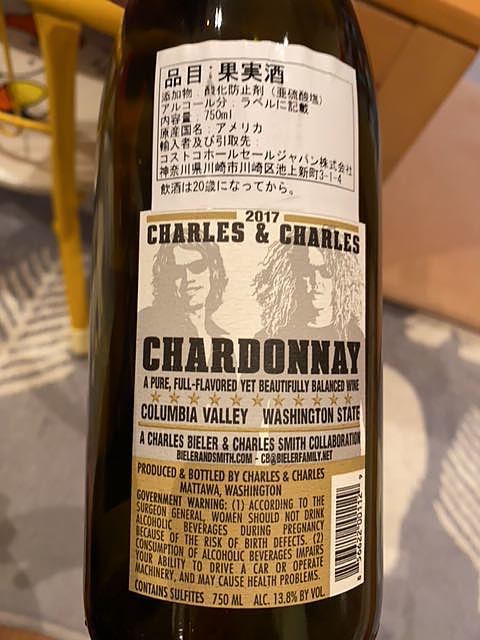 品目：果実酒
添加物：酸化防止剤（亜硫酸塩）
アルコール分：ラベルに記載
内容量：750ml
原産国名：アメリカ
輸入者及び引取先：
コストコホールセールジャパン株式会社
神奈川県川崎市川崎区池上新町3-1-4
飲酒は20歳になってから。
2017
CHARLES & CHARLES
CHARDONNAY
A PURE, FULL-FLAVORED YET BEAUTIFULLY BALANCED WINE
COLUMBIA VALLEY WASHINGTON STATE
A CHARLES BIELER & CHARLES SMITH COLLABORATION
BIELERANDSMITH.COM - CB@BIELERFAMILY.NET
PRODUCED & BOTTLED BY CHARLES & CHARLES
MATTAWA, WASHINGTON
GOVERNMENT WARNING: (1) ACCORDING TO THE
SURGEON GENERAL, WOMEN SHOULD NOT DRINK
ALCOHOLIC BEVERAGES DURING PREGNANCY
BECAUSE OF THE RISK OF BIRTH DEFECTS. (2)
CONSUMPTION OF ALCOHOLIC BEVERAGES IMPAIRS
YOUR ABILITY TO DRIVE A CAR OR OPERATE
MACHINERY, AND MAY CAUSE HEALTH PROBLEMS.
CONTAINS SULFITES 750 ML ALC. 13.8% BY VOL.